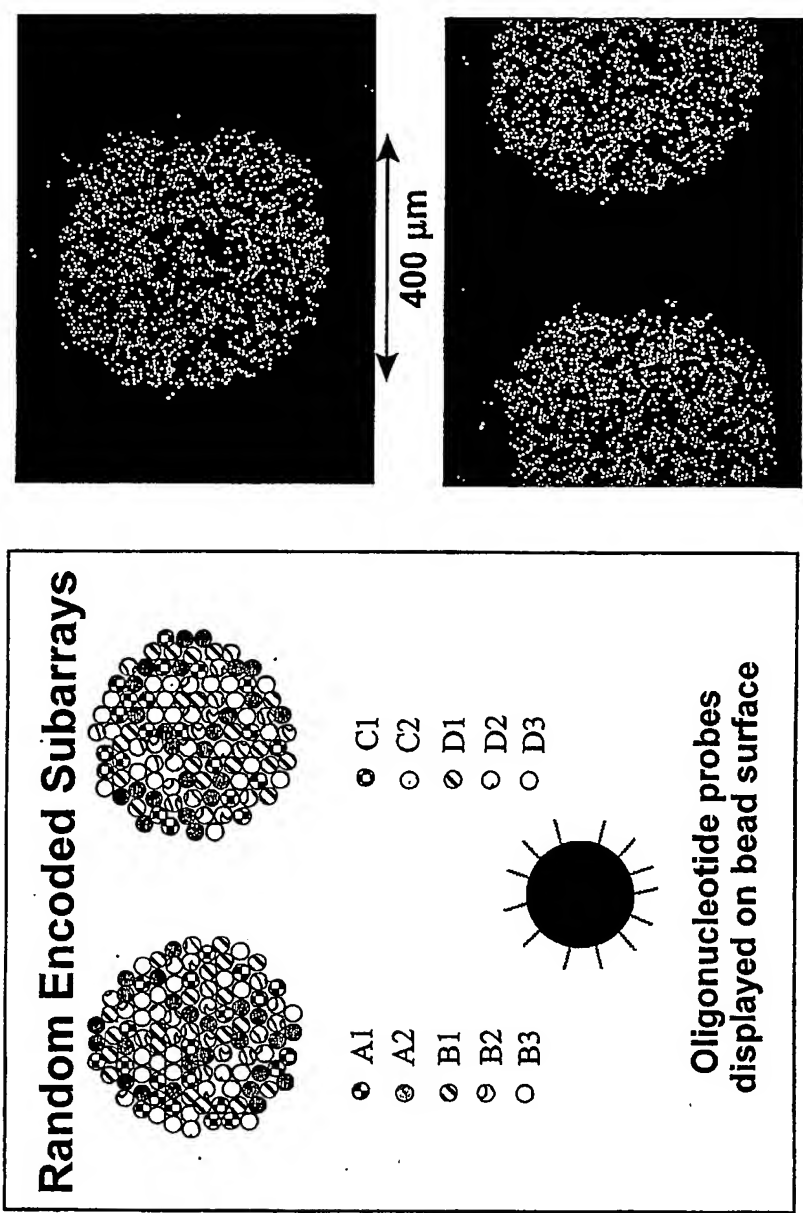 Random Encoded Subarrays
A1
A2
B1
B2
B3
C1
C2
D1
D2
D3
Oligonucleotide probes
displayed on bead surface
400 μm